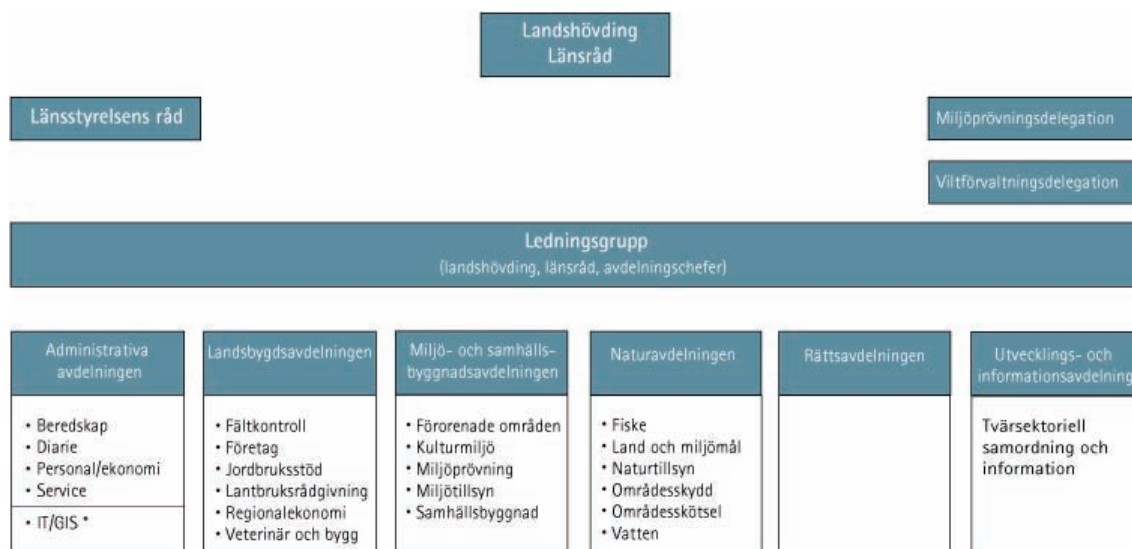 Landshövding
Länsråd
Länsstyrelsens råd
Miljöprövningsdelegation
Viltförvaltningsdelegation
Ledningsgrupp
(landshövding, länsråd, avdelningschefer)
Administrativa
avdelningen
• Beredskap
• Diarie
• Personal/ekonomi
• Service
• IT/GIS *
Landsbygdsavdelningen
• Fältkontroll
• Företag
• Jordbruksstöd
• Lantbruksrådgivning
• Regionalekonomi
• Veterinär och bygg
Miljö- och samhälls-
byggnadsavdelningen
• Förorenade områden
• Kulturmiljö
• Miljöprövning
• Miljötillsyn
• Samhällsbyggnad
Naturavdelningen
• Fiske
• Land och miljömål
• Naturtillsyn
• Områdesskydd
• Områdesskötsel
• Vatten
Rättsavdelningen
Utvecklings- och
informationsavdelning
Tvärsektoriell
samordning och
information